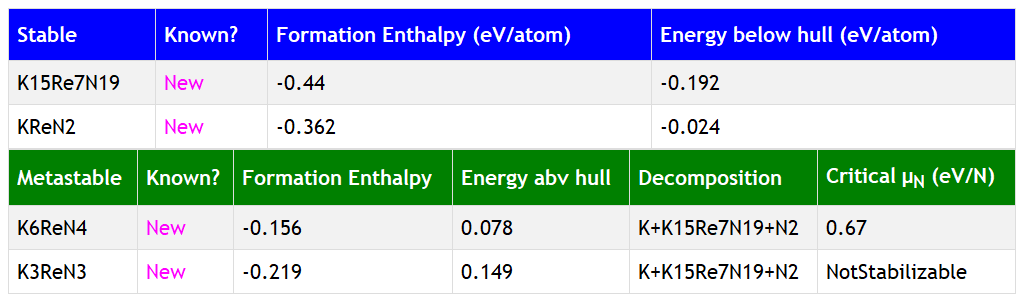 Stable Known? Formation Enthalpy (eV/atom) Energy below hull (eV/atom)
K15Re7N19 New -0.44 -0.192
KReN2 New -0.362 -0.024
Metastable Known? Formation Enthalpy Energy abv hull Decomposition Critical μN (eV/N)
K6ReN4 New -0.156 0.078 K+K15Re7N19+N2 0.67
K3ReN3 New -0.219 0.149 K+K15Re7N19+N2 NotStabilizable